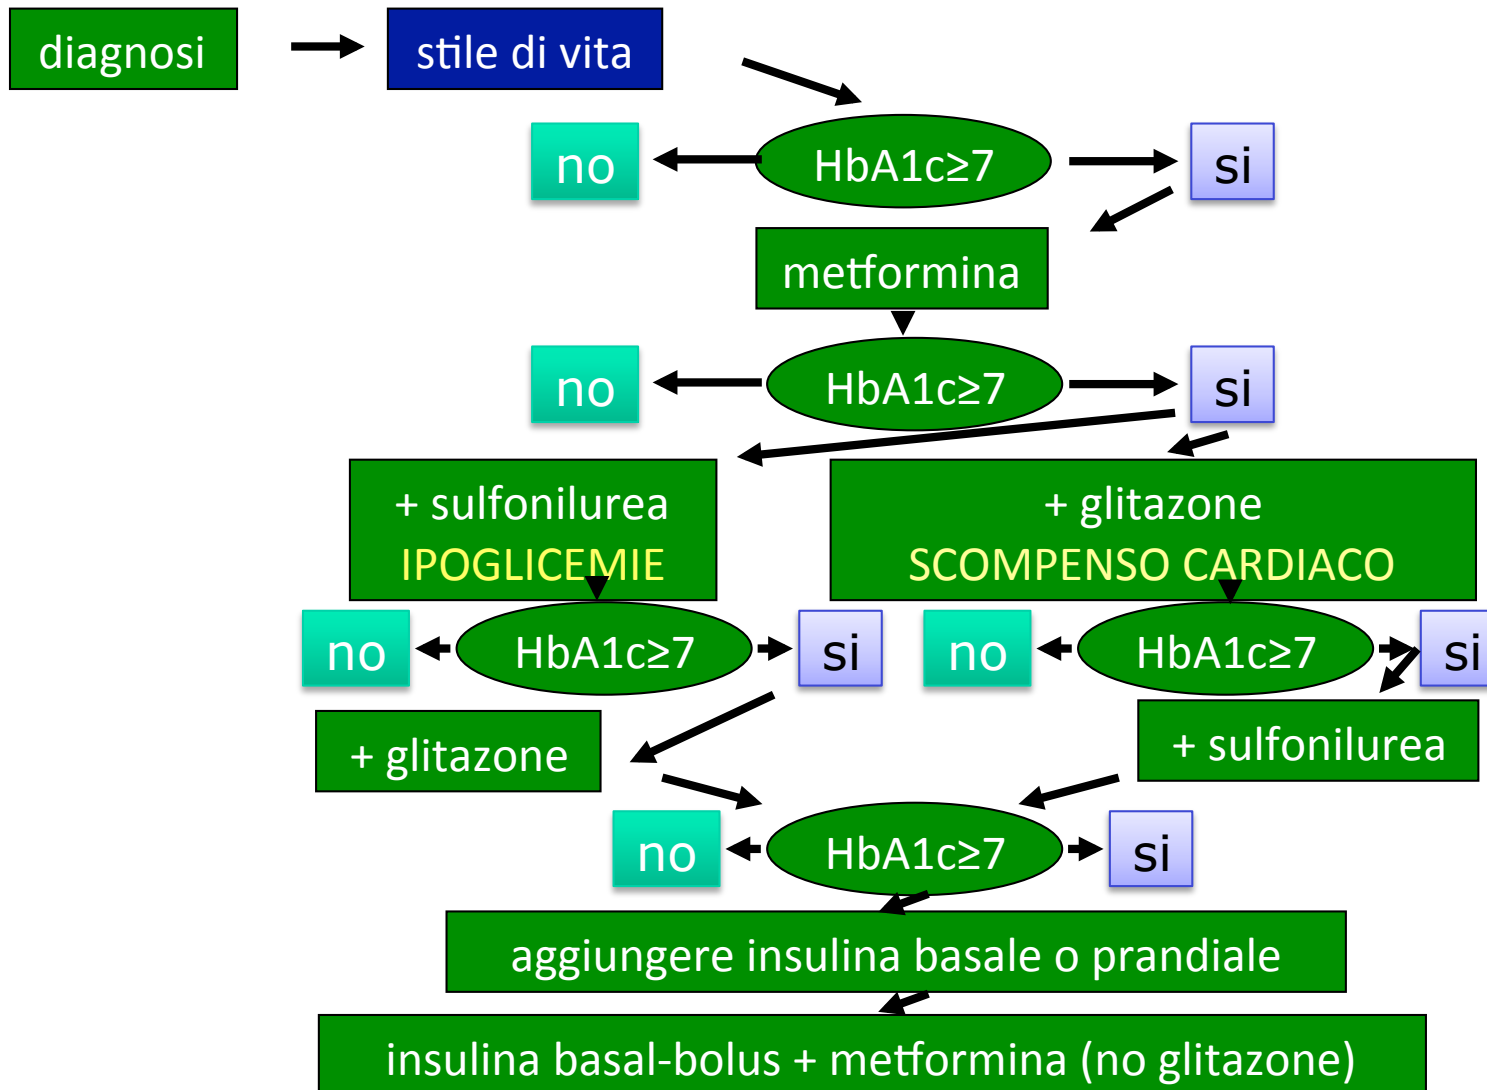 diagnosi
stile di vita
no
HbA1c≥7
si
metformina
no
HbA1c≥7
si
+ sulfonilurea
IPOGLICEMIE
+ glitazone
SCOMPENSO CARDIACO
no
HbA1c≥7
si
no
HbA1c≥7
si
+ glitazone
+ sulfonilurea
no
HbA1c≥7
si
aggiungere insulina basale o prandiale
insulina basal-bolus + metformina (no glitazone)